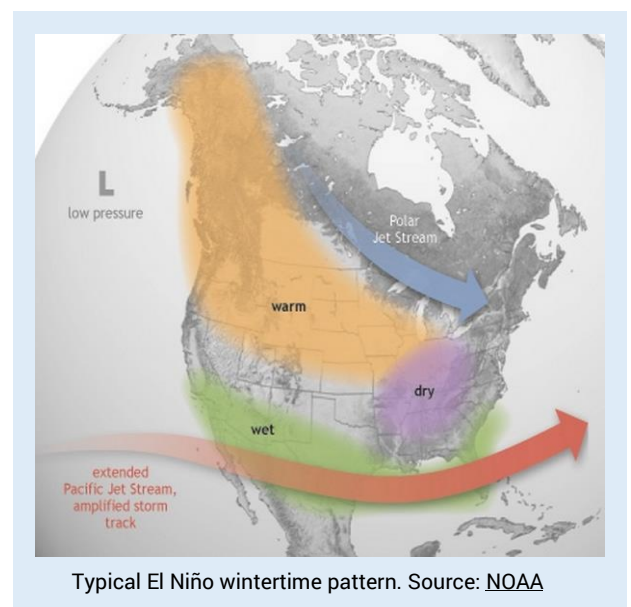 L
low pressure
Polar
Jet Stream
warm
dry
wet
extended
Pacific Jet Stream,
amplified storm
track
Typical El Niño wintertime pattern. Source: NOAA